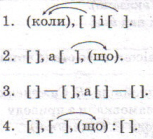 1. (коли), [ ] і [ ].
2. [ ], а [ ], (що).
3. [ ] — [ ], а [ ] — [ ].
4. [ ], [ ], (що) : [ ].